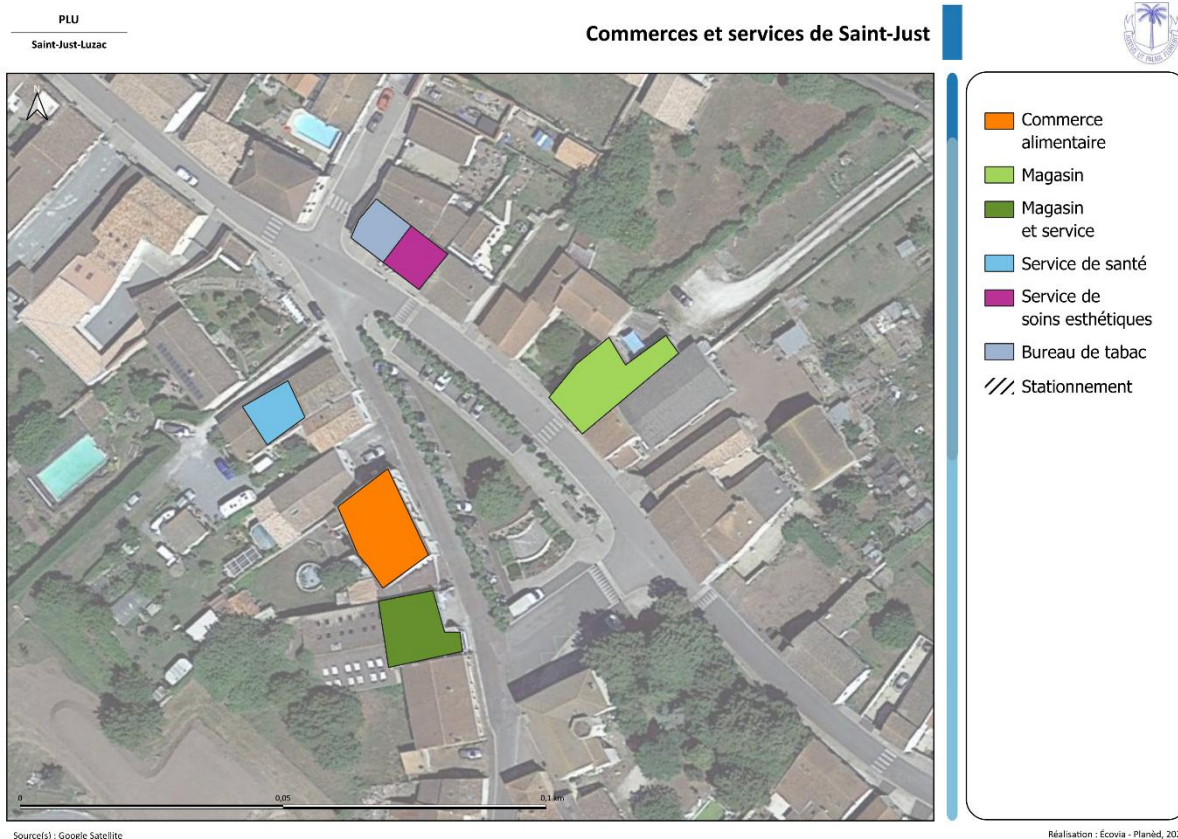 PLU
Saint-Just-Luzac
Commerces et services de Saint-Just
N
Commerce
alimentaire
Magasin
Magasin
et service
Service de santé
Service de
soins esthétiques
Bureau de tabac
Stationnement
0
0,05
0,1 km
Source(s) : Google Satellite
Réalisation : Écovia - Planèd, 202